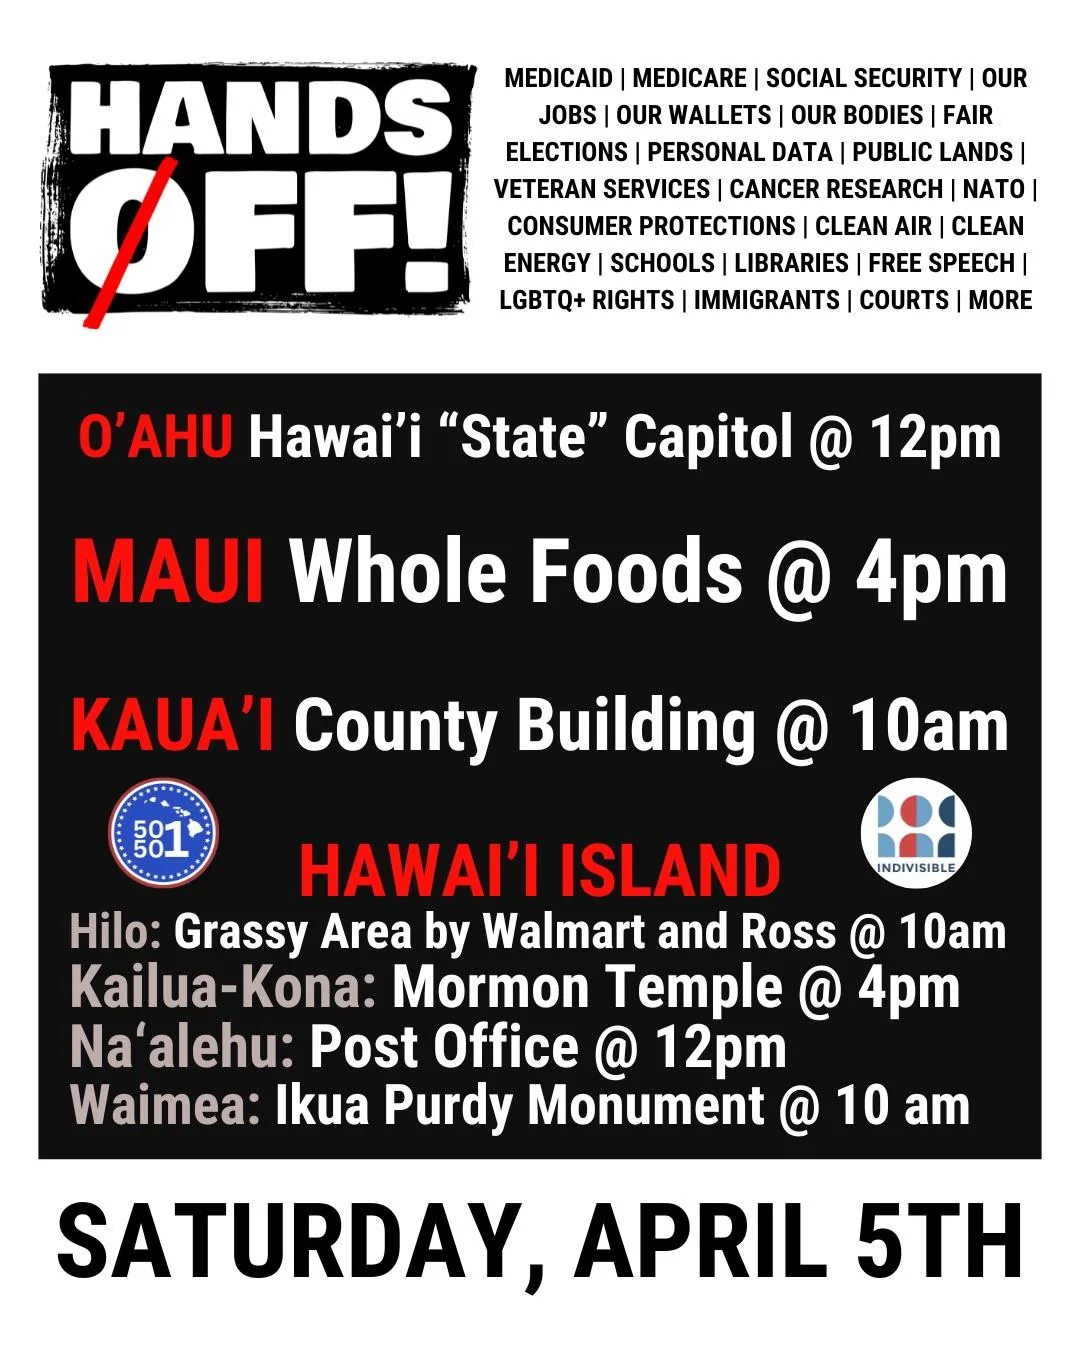 HANDS
OFF!
MEDICAID | MEDICARE | SOCIAL SECURITY | OUR
JOBS | OUR WALLETS | OUR BODIES | FAIR
ELECTIONS | PERSONAL DATA | PUBLIC LANDS |
VETERAN SERVICES | CANCER RESEARCH | NATO |
CONSUMER PROTECTIONS | CLEAN AIR | CLEAN
ENERGY | SCHOOLS | LIBRARIES | FREE SPEECH |
LGBTQ+ RIGHTS | IMMIGRANTS | COURTS | MORE
O’AHU Hawai’i “State” Capitol @ 12pm
MAUI Whole Foods @ 4pm
KAUA’I County Building @ 10am
50
501
INDIVISIBLE
HAWAI’I ISLAND
Hilo: Grassy Area by Walmart and Ross @ 10am
Kailua-Kona: Mormon Temple @ 4pm
Na‘alehu: Post Office @ 12pm
Waimea: Ikua Purdy Monument @ 10 am
SATURDAY, APRIL 5TH